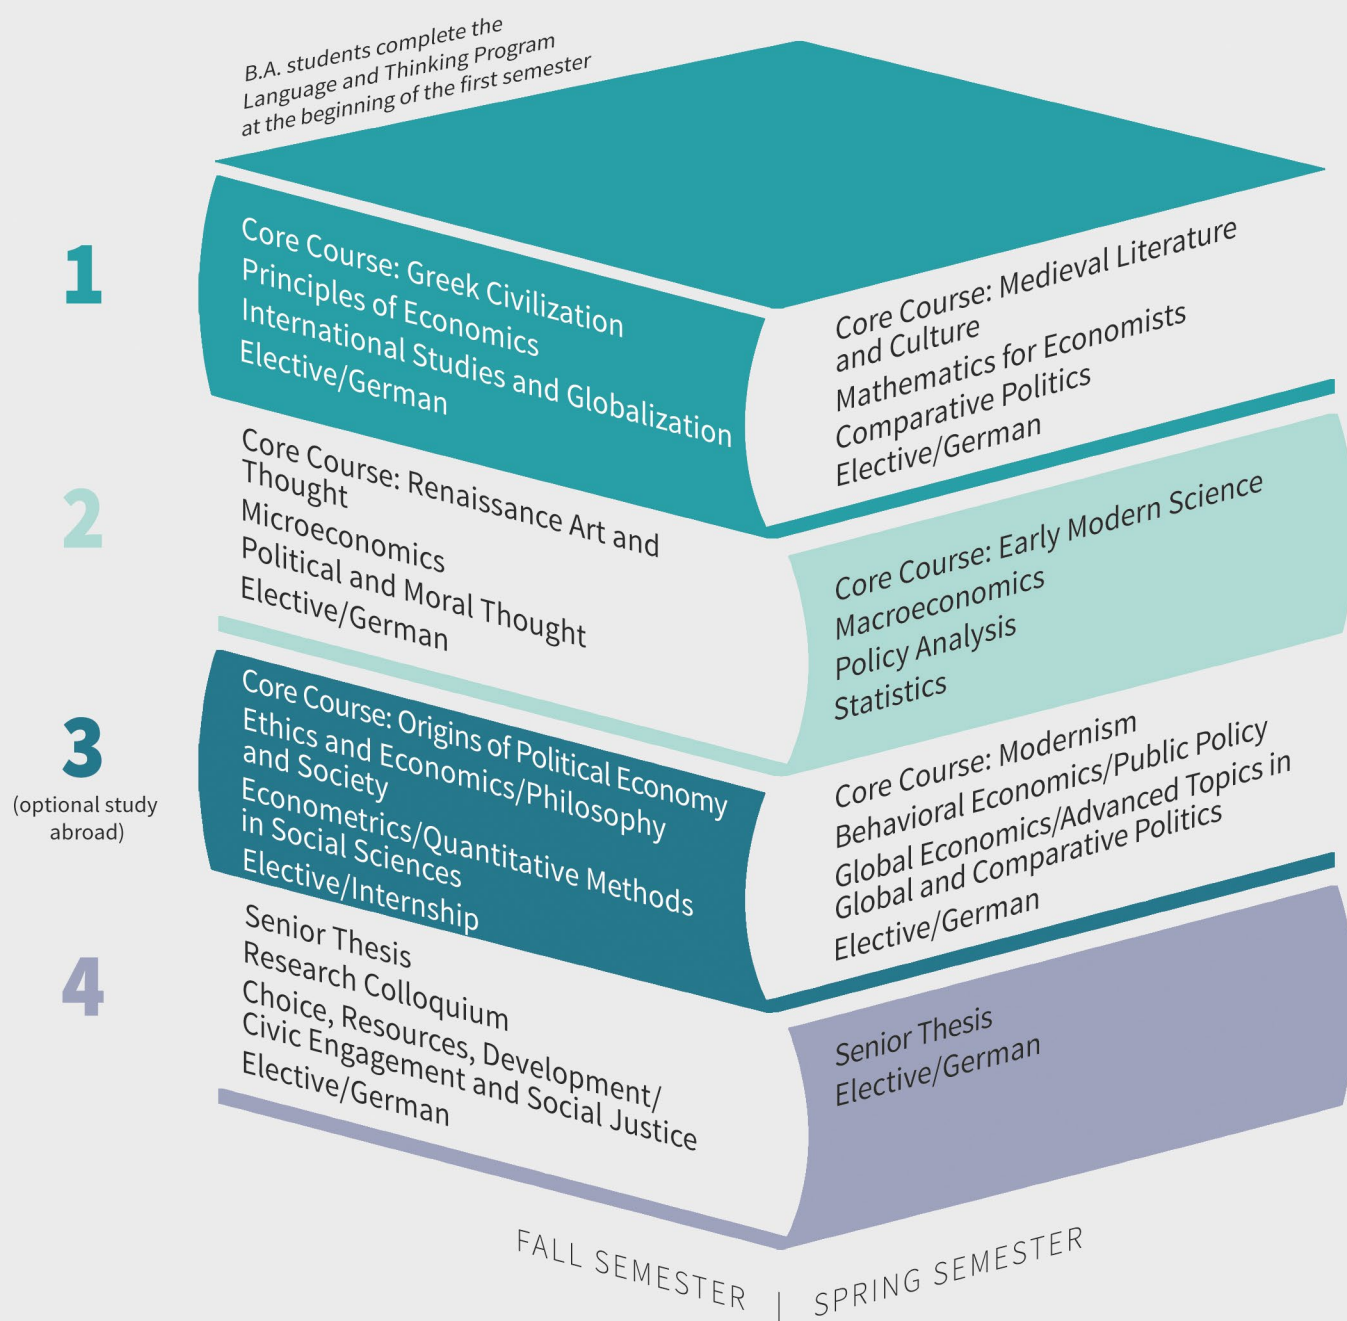 B.A. students complete the
Language and Thinking Program
at the beginning of the first semester
1
Core Course: Greek Civilization
Principles of Economics
International Studies and Globalization
Elective/German
Core Course: Medieval Literature
and Culture
Mathematics for Economists
Comparative Politics
Elective/German
2
Core Course: Renaissance Art and
Thought
Microeconomics
Political and Moral Thought
Elective/German
Core Course: Early Modern Science
Macroeconomics
Policy Analysis
Statistics
3
(optional study
abroad)
Core Course: Origins of Political Economy
Ethics and Economics/Philosophy
and Society
Econometrics/Quantitative Methods
in Social Sciences
Elective/Internship
Core Course: Modernism
Behavioral Economics/Public Policy
Global Economics/Advanced Topics in
Global and Comparative Politics
Elective/German
4
Senior Thesis
Research Colloquium
Choice, Resources, Development/
Civic Engagement and Social Justice
Elective/German
Senior Thesis
Elective/German
FALL SEMESTER | SPRING SEMESTER